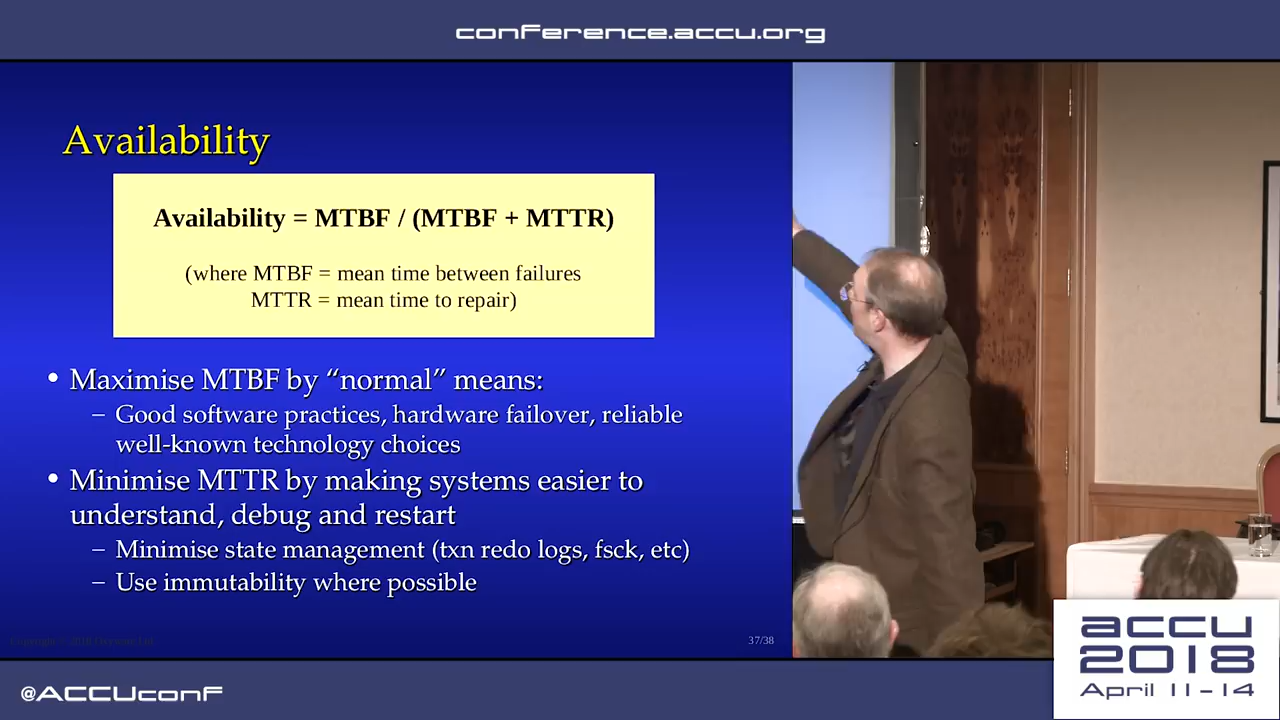 conference.accu.org
Availability
Availability = MTBF / (MTBF + MTTR)
(where MTBF = mean time between failures
MTTR = mean time to repair)
• Maximise MTBF by “normal” means:
– Good software practices, hardware failover, reliable
well-known technology choices
• Minimise MTTR by making systems easier to
understand, debug and restart
– Minimise state management (txn redo logs, fsck, etc)
– Use immutability where possible
37/38
@ACCUconf
accu
2018
April 11-14